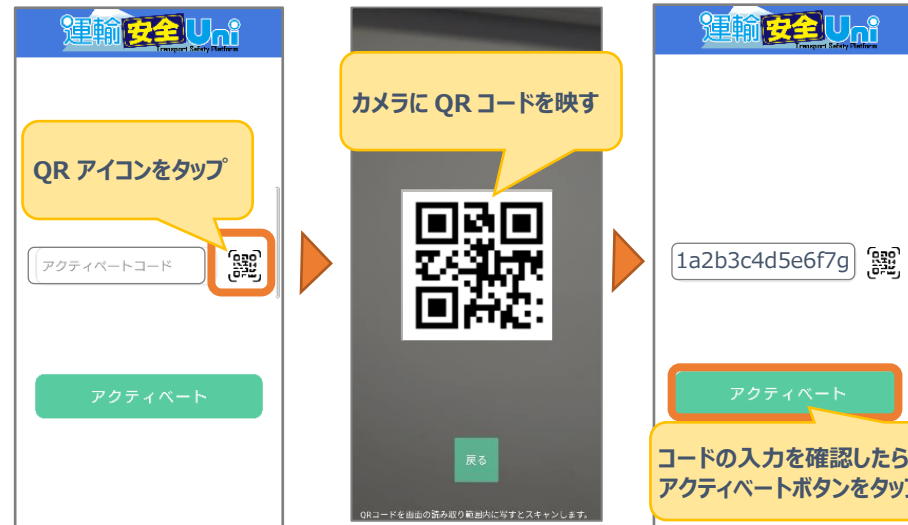 運輸安全Uni
Transport Safety Platform
QR アイコンをタップ
アクティベートコード
アクティベート
カメラに QR コードを映す
戻る
QRコードを画面の読み取り範囲内に写すとスキャンします。
運輸安全Uni
Transport Safety Platform
1a2b3c4d5e6f7g
アクティベート
コードの入力を確認したら
アクティベートボタンをタップ